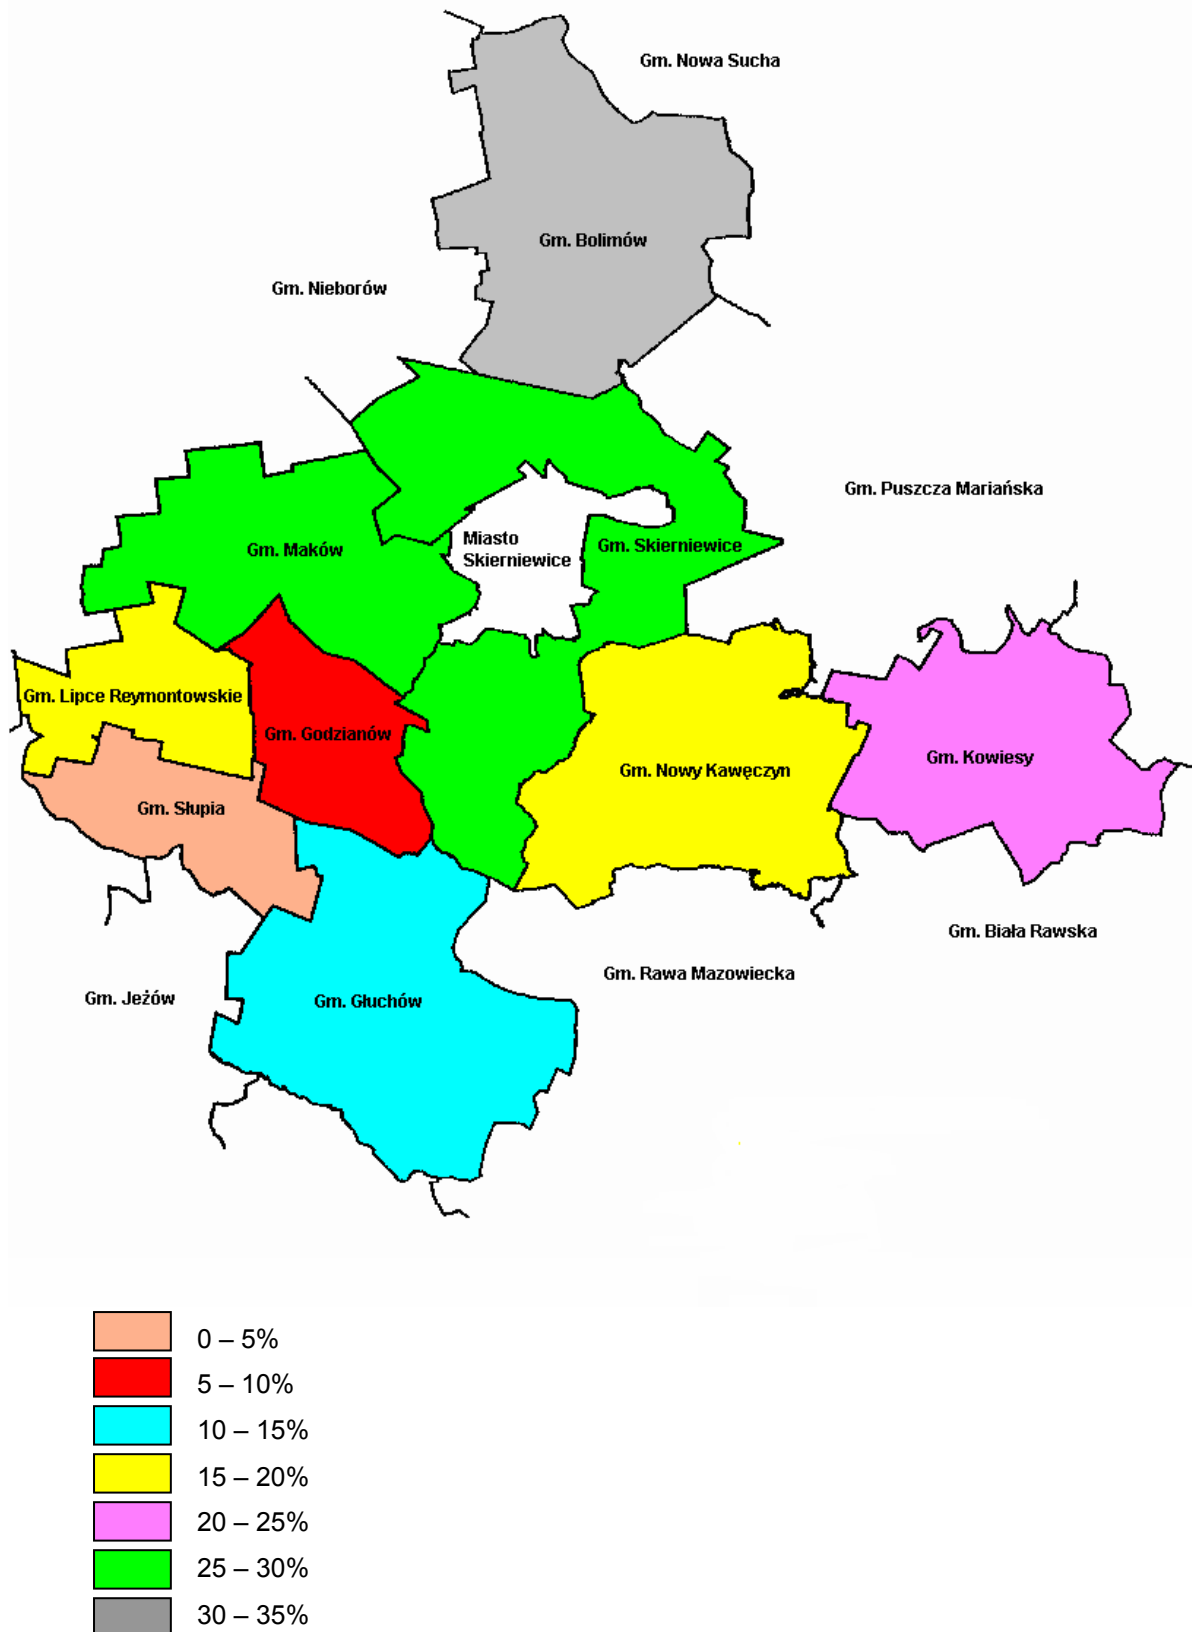 Gm. Nowa Sucha
Gm. Bolimów
Gm. Nieborów
Gm. Puszcza Mariańska
Miasto
Skierniewice
Gm. Skierniewice
Gm. Maków
Gm. Lipce Reymontowskie
Gm. Godzianów
Gm. Nowy Kawęczyn
Gm. Kowiesy
Gm. Słupia
Gm. Biała Rawska
Gm. Rawa Mazowiecka
Gm. Jeżów
Gm. Głuchów
0 – 5%
5 – 10%
10 – 15%
15 – 20%
20 – 25%
25 – 30%
30 – 35%